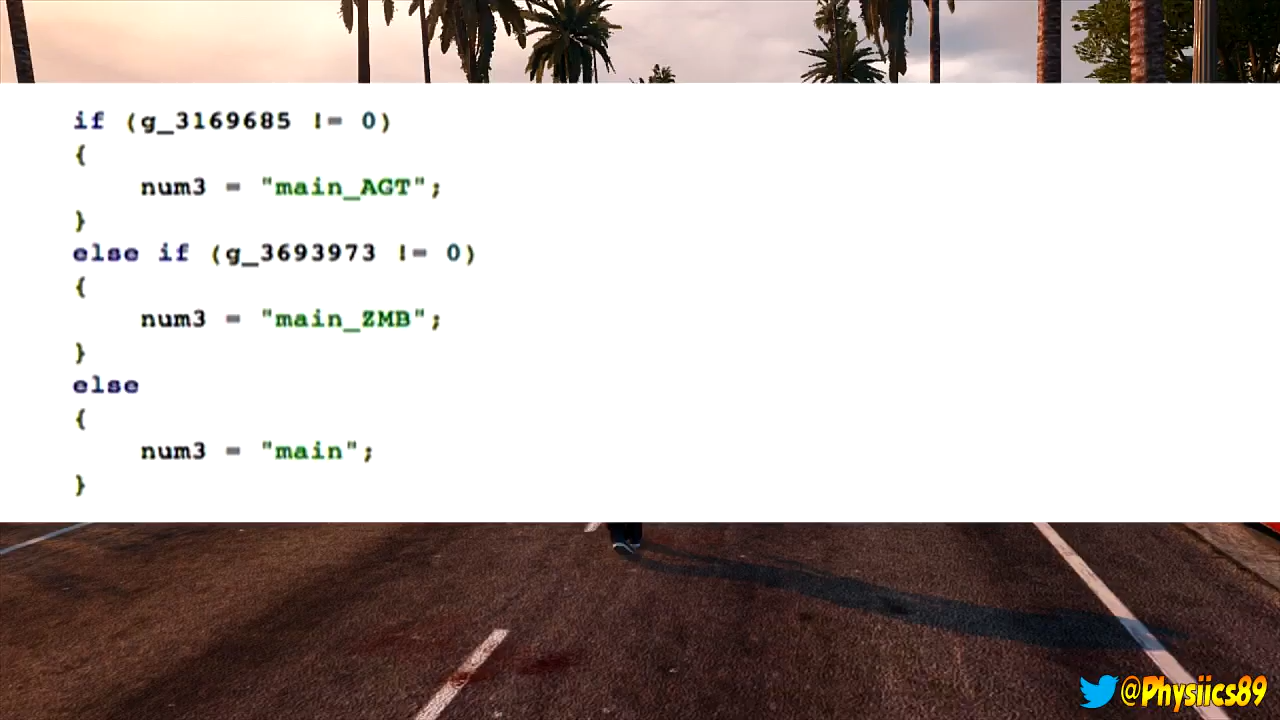 if (g_3169685 != 0)
{
num3 = "main_AGT";
}
else if (g_3693973 != 0)
{
num3 = "main_ZMB";
}
else
{
num3 = "main";
}
@Physiics89